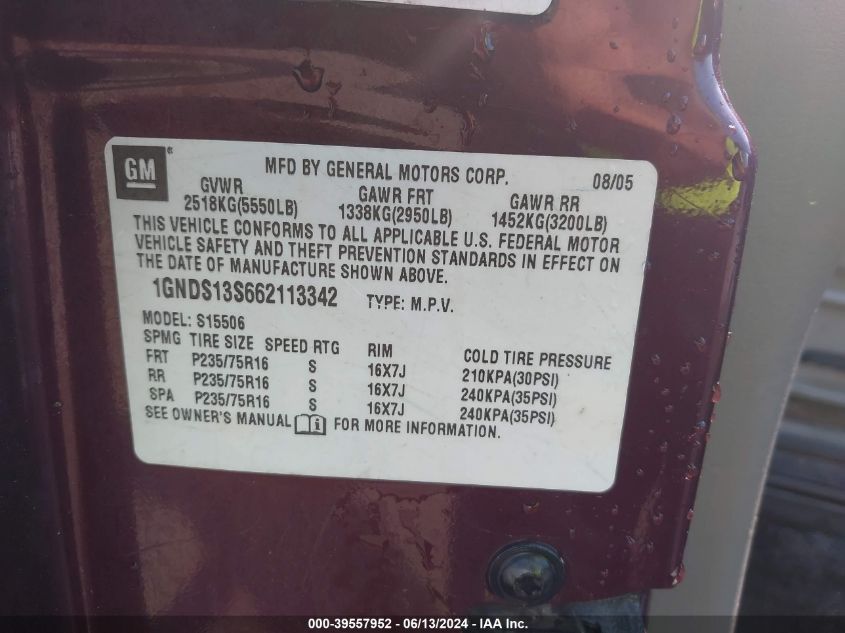 GM
MFD BY GENERAL MOTORS CORP. 08/05
GVWR GAWR FRT GAWR RR
2518KG(5550LB) 1338KG(2950LB) 1452KG(3200LB)
THIS VEHICLE CONFORMS TO ALL APPLICABLE U.S. FEDERAL MOTOR
VEHICLE SAFETY AND THEFT PREVENTION STANDARDS IN EFFECT ON
THE DATE OF MANUFACTURE SHOWN ABOVE.
1GNDS13S662113342 TYPE: M.P.V.
MODEL: S15506
SPMG TIRE SIZE SPEED RTG RIM COLD TIRE PRESSURE
FRT P235/75R16 S 16X7J 210KPA(30PSI)
RR P235/75R16 S 16X7J 240KPA(35PSI)
SPA P235/75R16 S 16X7J 240KPA(35PSI)
SEE OWNER'S MANUAL FOR MORE INFORMATION.
000-39557952 - 06/13/2024 - IAA Inc.